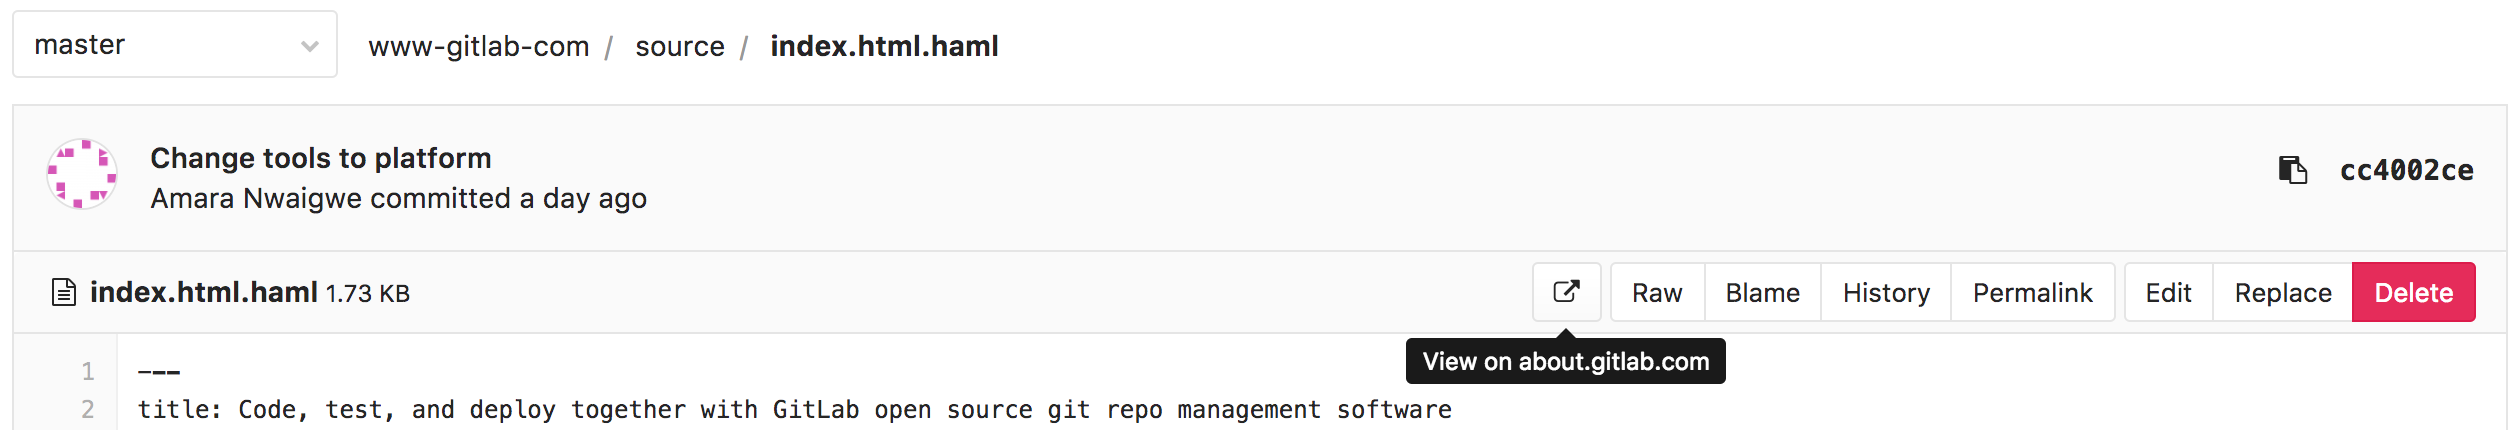 master
www-gitlab-com / source / index.html.haml
Change tools to platform
Amara Nwaigwe committed a day ago
cc4002ce
index.html.haml 1.73 KB
Raw Blame History Permalink Edit Replace Delete
View on about.gitlab.com
1 ---
2 title: Code, test, and deploy together with GitLab open source git repo management software